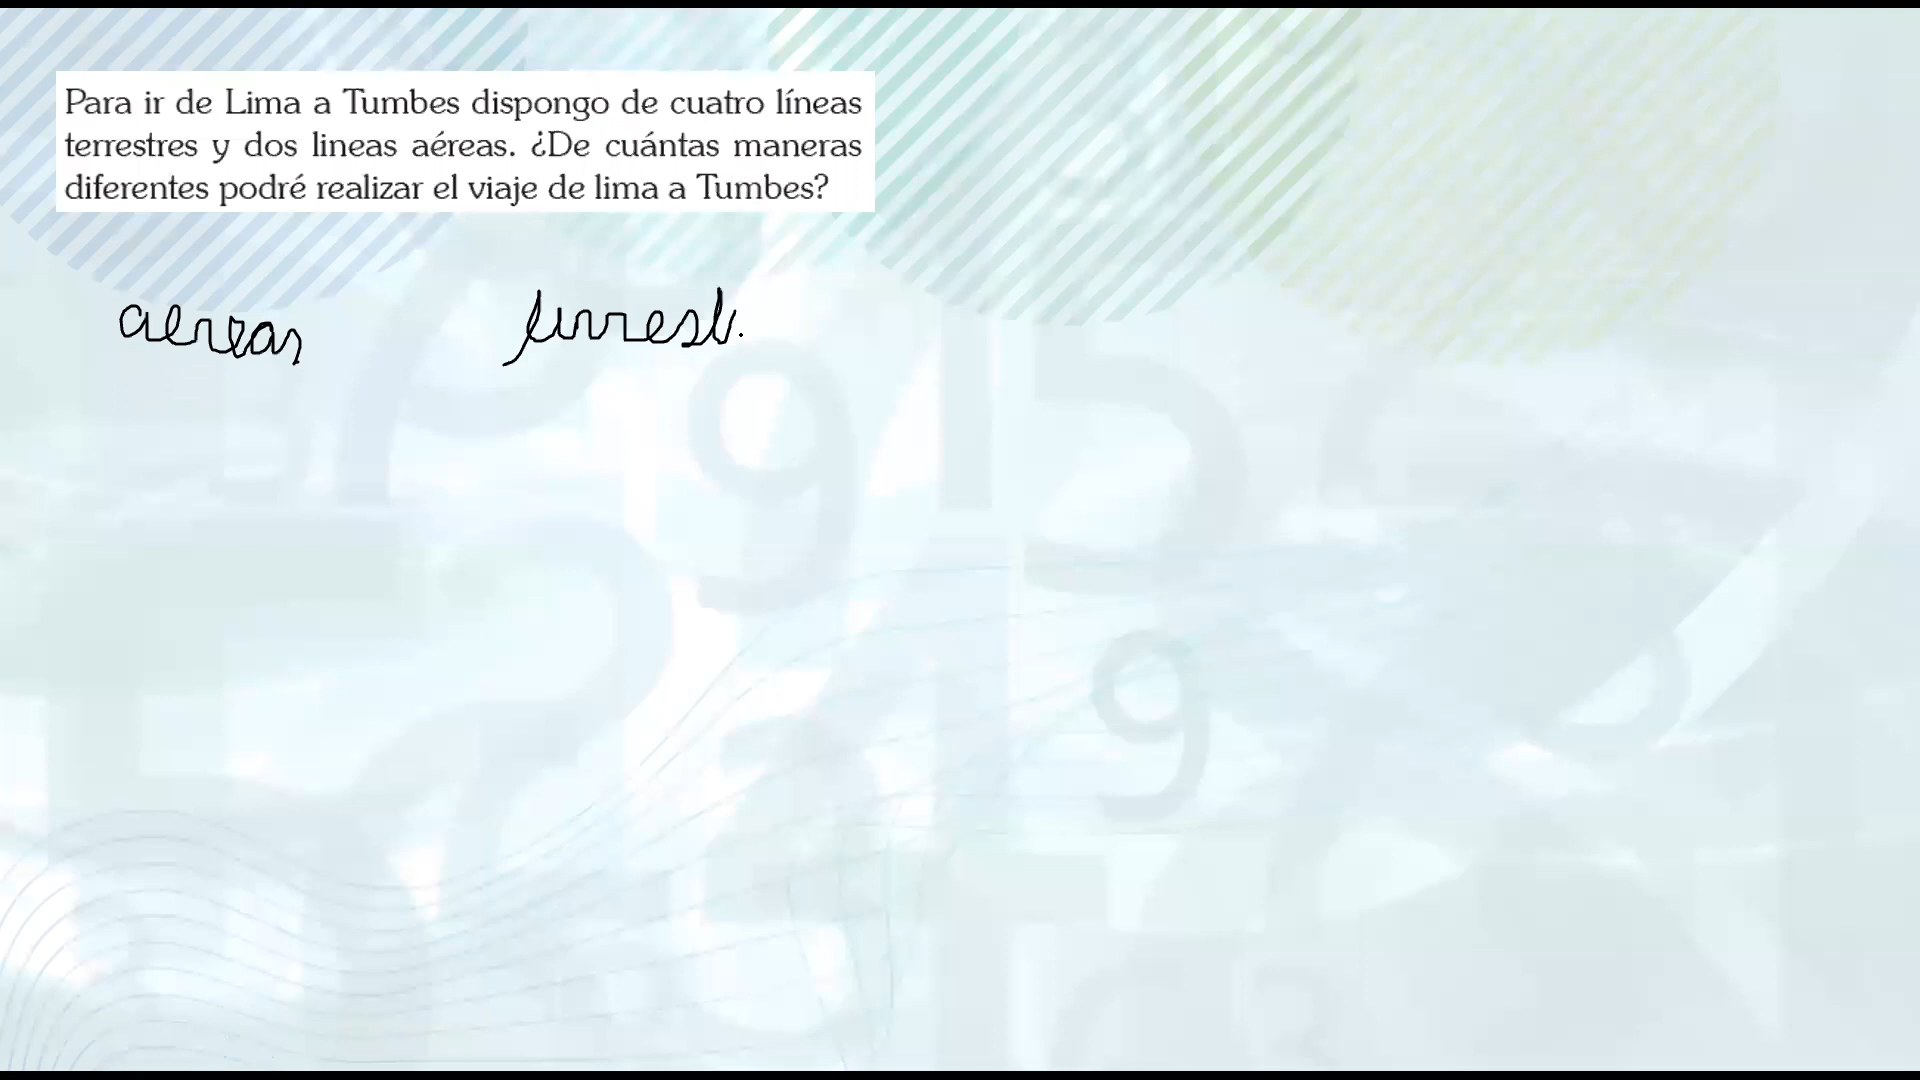 Para ir de Lima a Tumbes dispongo de cuatro líneas
terrestres y dos lineas aéreas. ¿De cuántas maneras
diferentes podré realizar el viaje de lima a Tumbes?
aereas terrest.